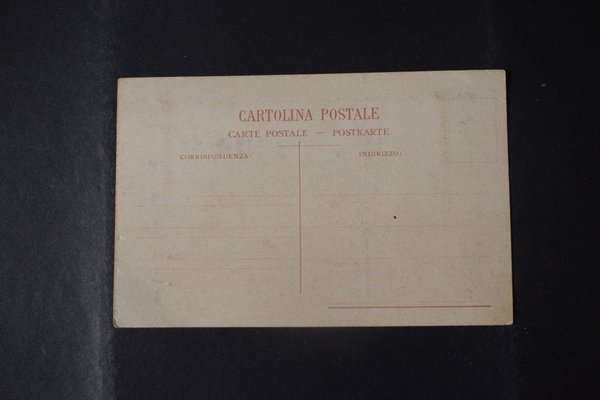 CARTOLINA POSTALE
CARTE POSTALE — POSTKARTE
CORRISPONDENZA:
INDIRIZZO: